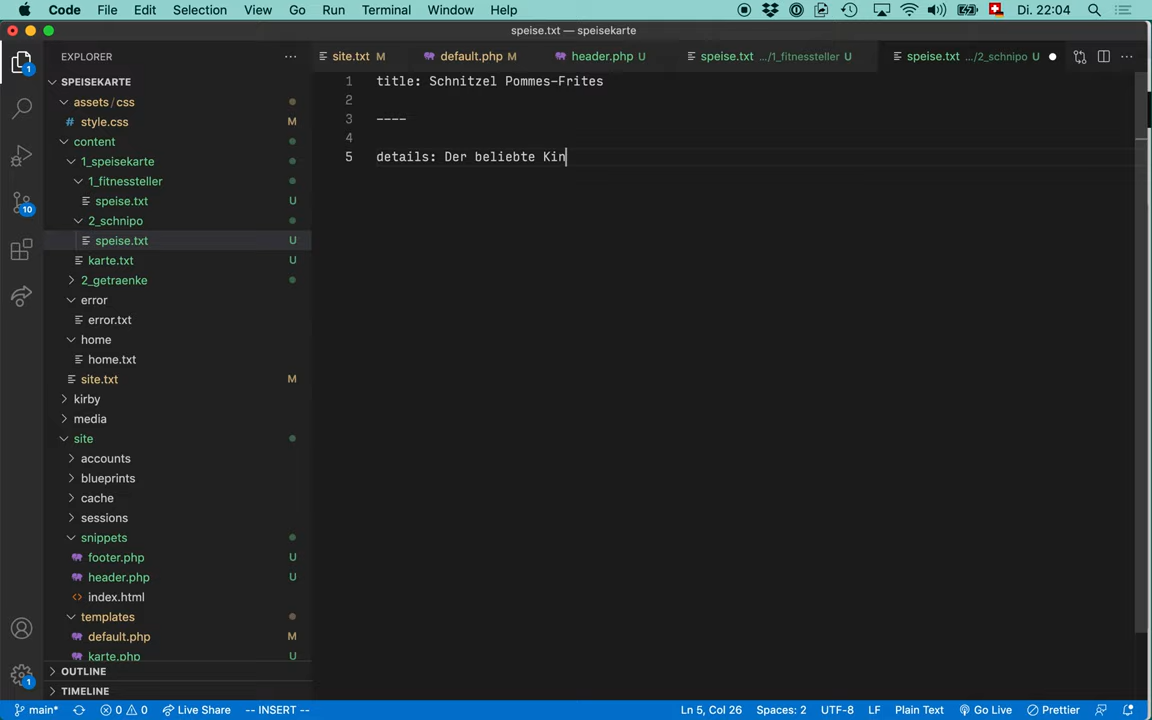 Code File Edit Selection View Go Run Terminal Window Help Di. 22:04
speise.txt — speisekarte
EXPLORER
site.txt M default.php M header.php U speise.txt .../1_fitnessteller U speise.txt .../2_schnipo U
SPEISEKARTE
assets / css
style.css M
content
1_speisekarte
1_fitnessteller
speise.txt U
2_schnipo
speise.txt U
karte.txt U
2_getraenke
error
error.txt
home
home.txt
site.txt M
kirby
media
site
accounts
blueprints
cache
sessions
snippets
footer.php U
header.php U
index.html
templates
default.php M
karte.php U
OUTLINE
TIMELINE
1
10
1
1 title: Schnitzel Pommes-Frites
2
3 ----
4
5 details: Der beliebte Kin
main* 0 0 Live Share -- INSERT -- Ln 5, Col 26 Spaces: 2 UTF-8 LF Plain Text Go Live Prettier